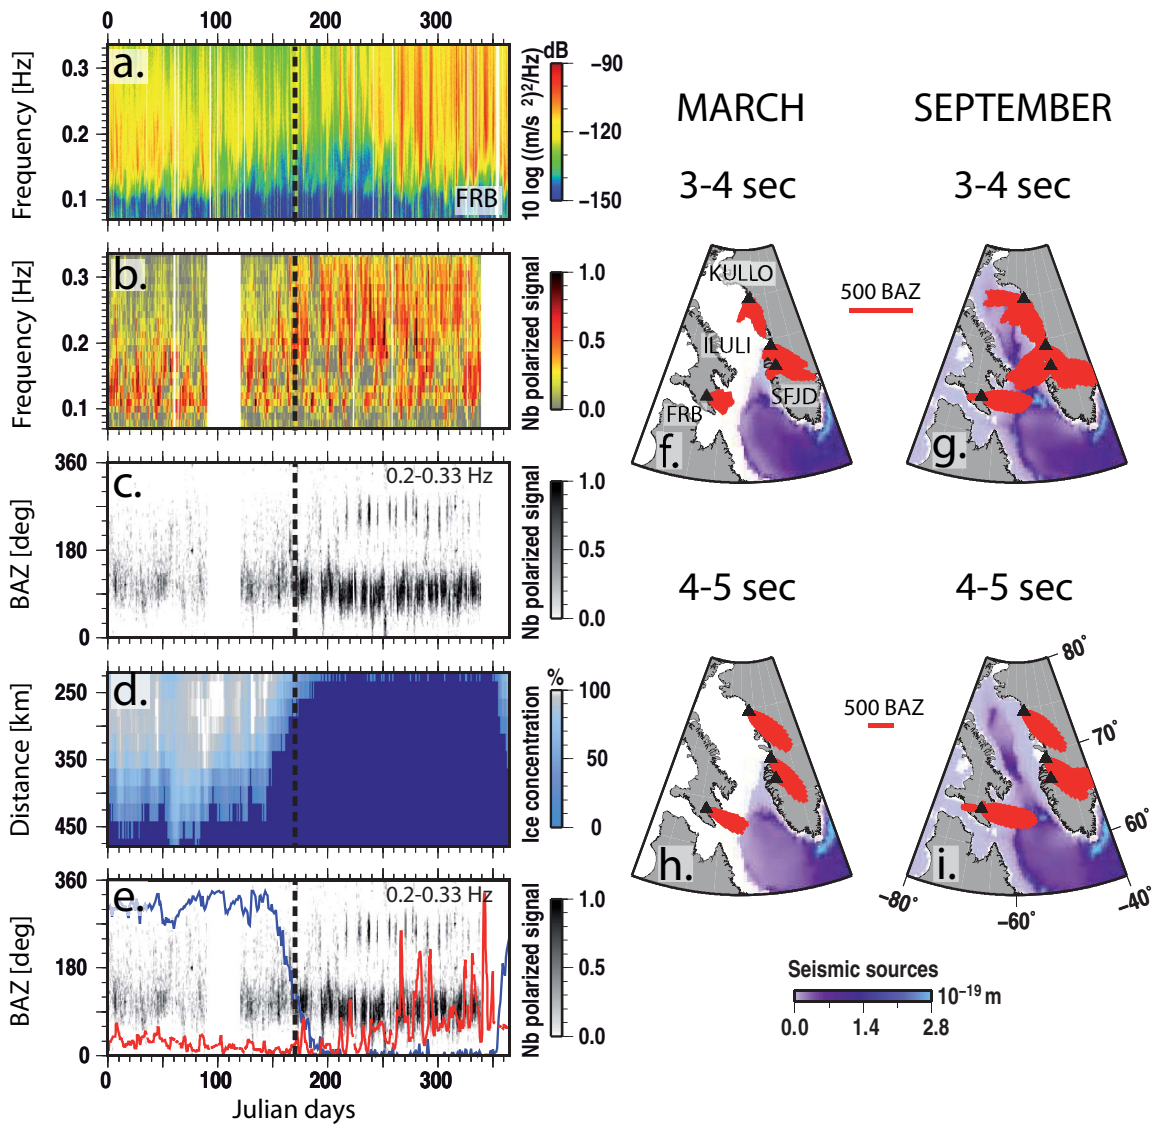 0 100 200 300
a.
Frequency [Hz]
0.3
0.2
0.1
FRB
dB
10 log ((m/s 2)2/Hz)
−90
−120
−150
b.
Frequency [Hz]
0.3
0.2
0.1
Nb polarized signal
1.0
0.5
0.0
c.
0.2-0.33 Hz
BAZ [deg]
360
180
0
Nb polarized signal
1.0
0.5
0.0
d.
Distance [km]
250
350
450
%
Ice concentration
100
50
0
e.
0.2-0.33 Hz
BAZ [deg]
360
180
0
Nb polarized signal
1.0
0.5
0.0
0 100 200 300
Julian days
MARCH SEPTEMBER
3-4 sec 3-4 sec
KULLO
ILULI
SFJD
FRB
f.
500 BAZ
g.
4-5 sec 4-5 sec
h.
500 BAZ
i.
80°
70°
60°
−80°
−60°
−40°
Seismic sources
10−19 m
0.0 1.4 2.8